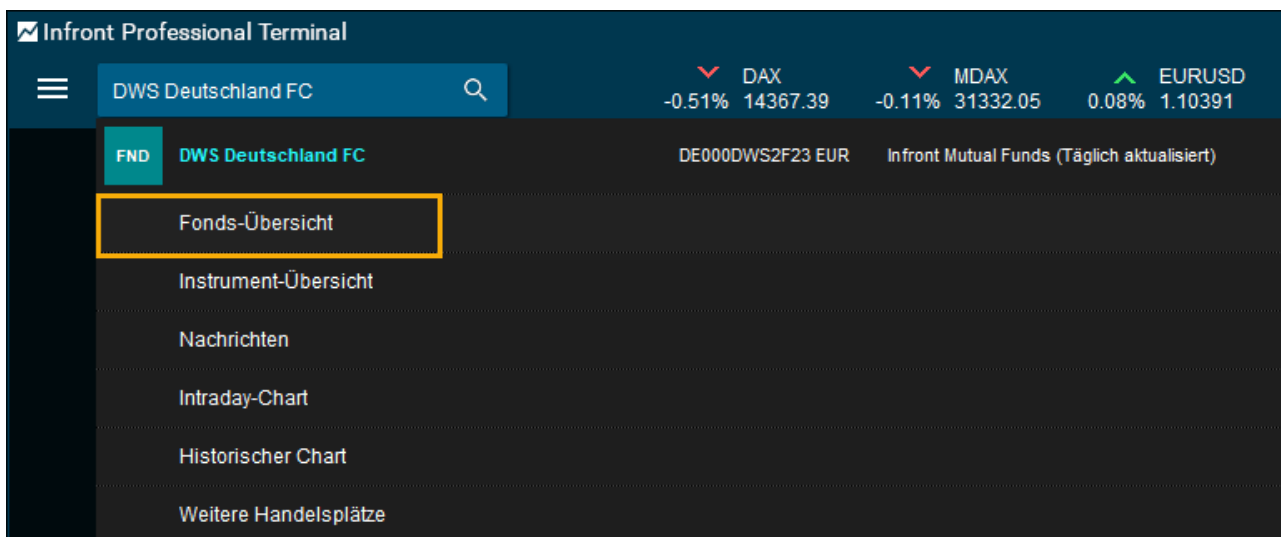 Infront Professional Terminal
DWS Deutschland FC
DAX
-0.51% 14367.39
MDAX
-0.11% 31332.05
EURUSD
0.08% 1.10391
FND DWS Deutschland FC DE000DWS2F23 EUR Infront Mutual Funds (Täglich aktualisiert)
Fonds-Übersicht
Instrument-Übersicht
Nachrichten
Intraday-Chart
Historischer Chart
Weitere Handelsplätze